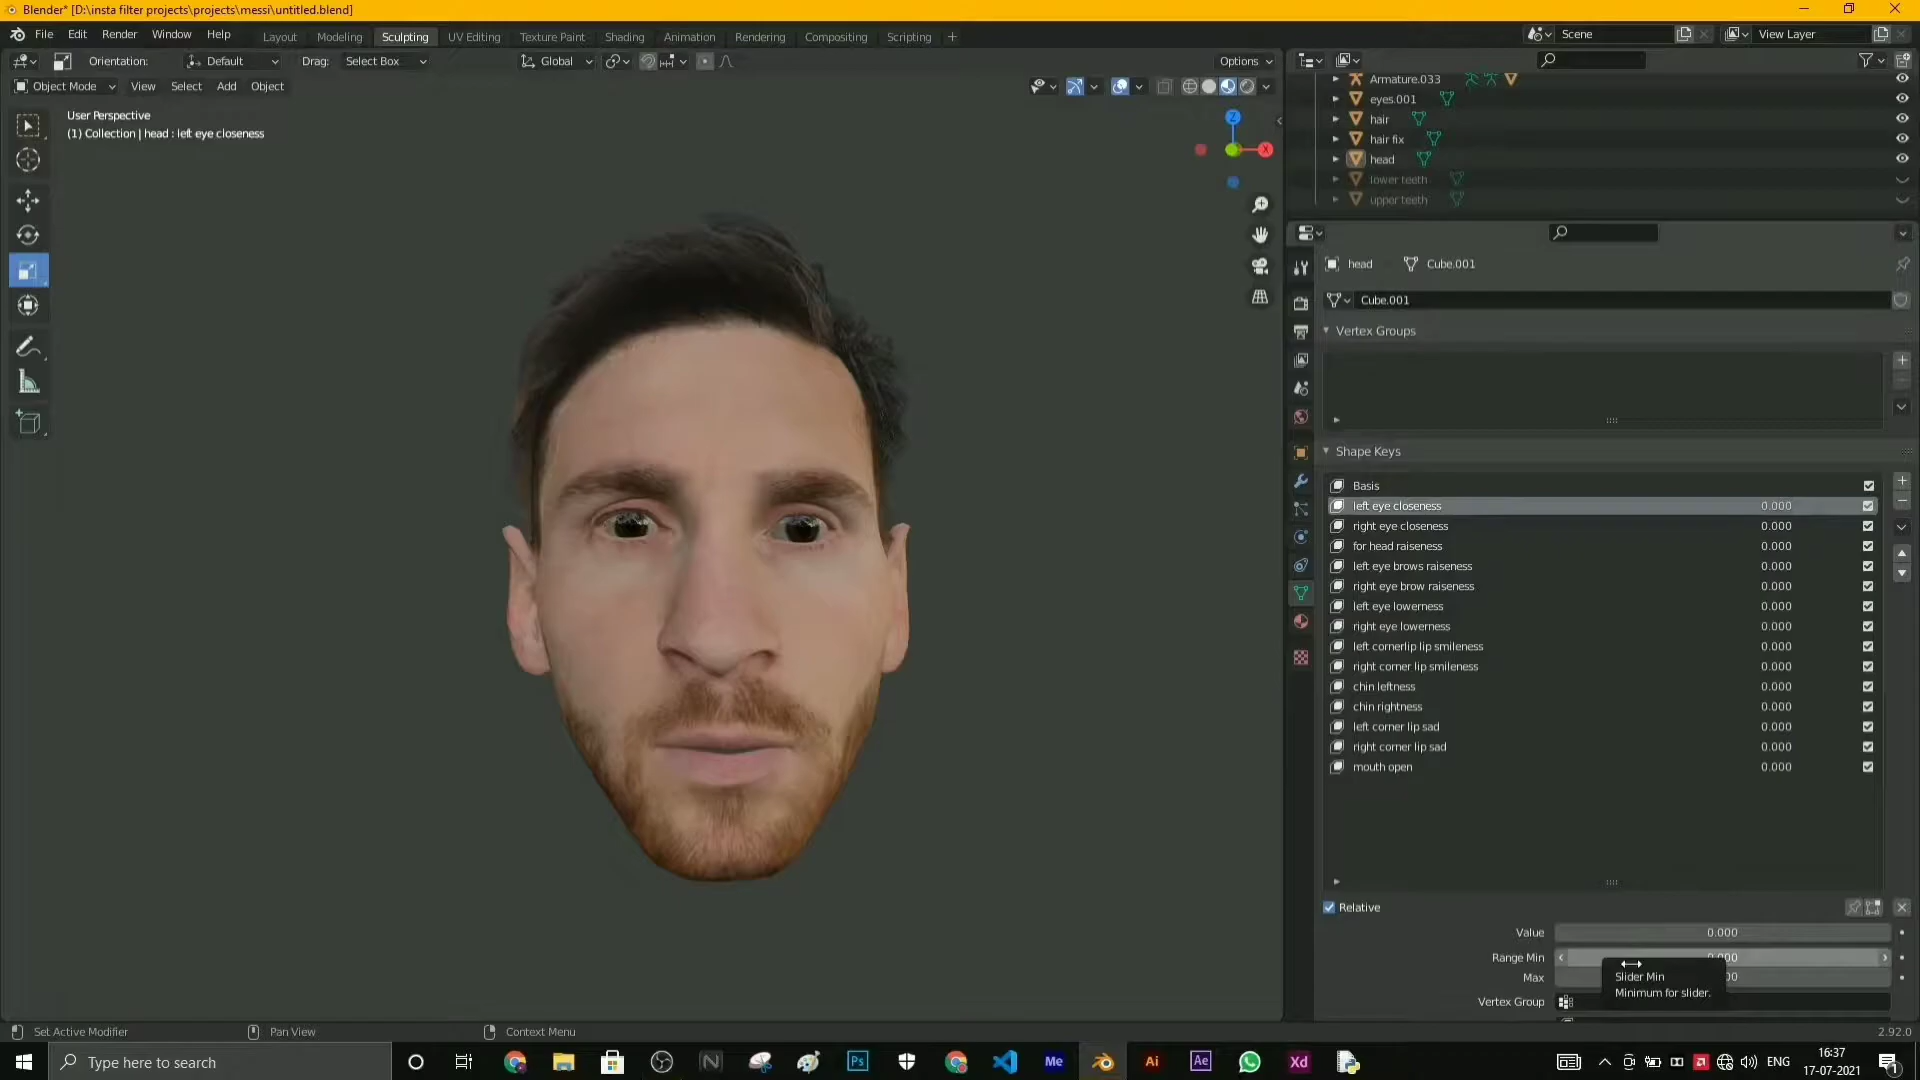 Blender* [D:\insta filter projects\projects\messi\untitled.blend]
File Edit Render Window Help
Layout Modeling Sculpting UV Editing Texture Paint Shading Animation Rendering Compositing Scripting +
Scene
View Layer
Orientation: Default Drag: Select Box Global Options
Object Mode View Select Add Object
User Perspective
(1) Collection | head : left eye closeness
Z
X
Armature.033
eyes.001
hair
hair fix
head
lower teeth
upper teeth
head Cube.001
Cube.001
Vertex Groups
Shape Keys
Basis
left eye closeness 0.000
right eye closeness 0.000
for head raiseness 0.000
left eye brows raiseness 0.000
right eye brow raiseness 0.000
left eye lowerness 0.000
right eye lowerness 0.000
left cornerlip lip smileness 0.000
right corner lip smileness 0.000
chin leftness 0.000
chin rightness 0.000
left corner lip sad 0.000
right corner lip sad 0.000
mouth open 0.000
Relative
Value 0.000
Range Min
Max
Slider Min
Minimum for slider.
Vertex Group
Set Active Modifier Pan View Context Menu 2.92.0
Type here to search
Ps Me Ai Ae Xd
ENG
16:37
17-07-2021